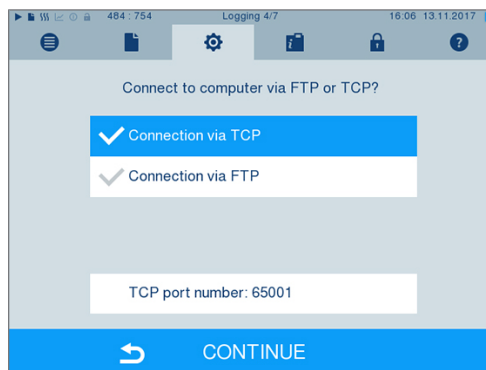 484 : 754 Logging 4/7 16:06 13.11.2017
Connect to computer via FTP or TCP?
Connection via TCP
Connection via FTP
TCP port number: 65001
CONTINUE